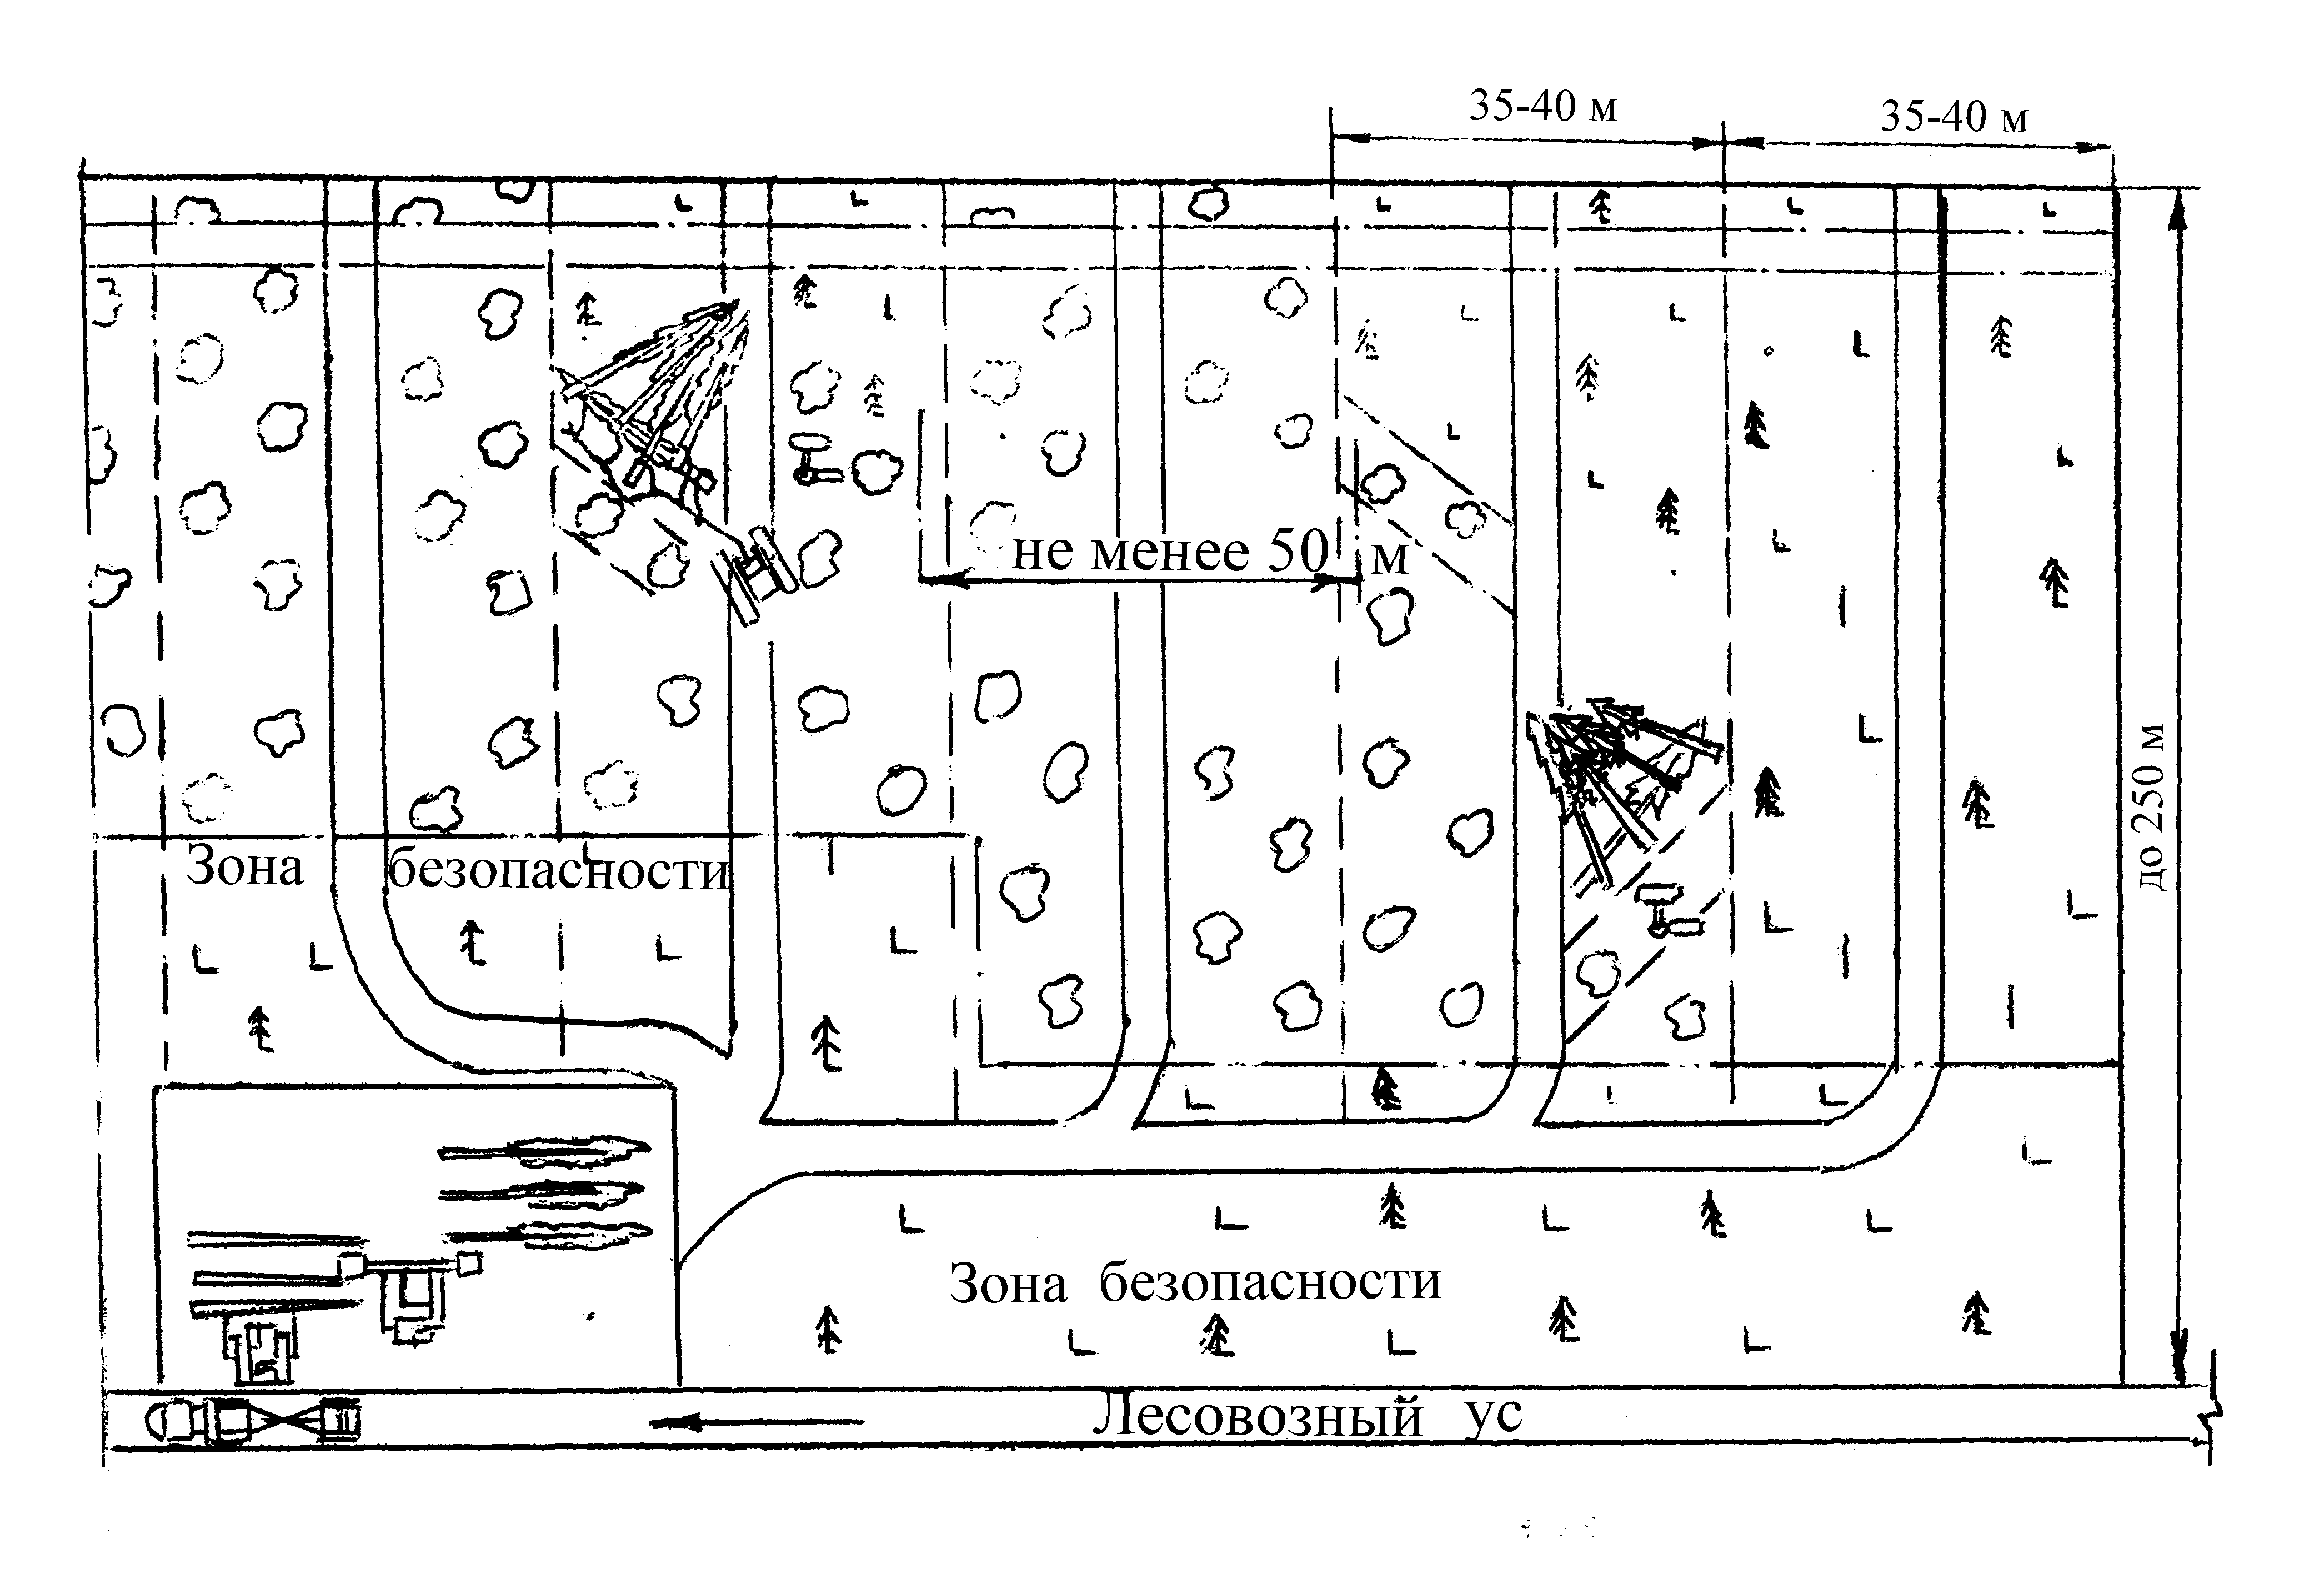 35-40 м
35-40 м
не менее 50 м
до 250 м
Зона безопасности
Зона безопасности
Лесовозный ус